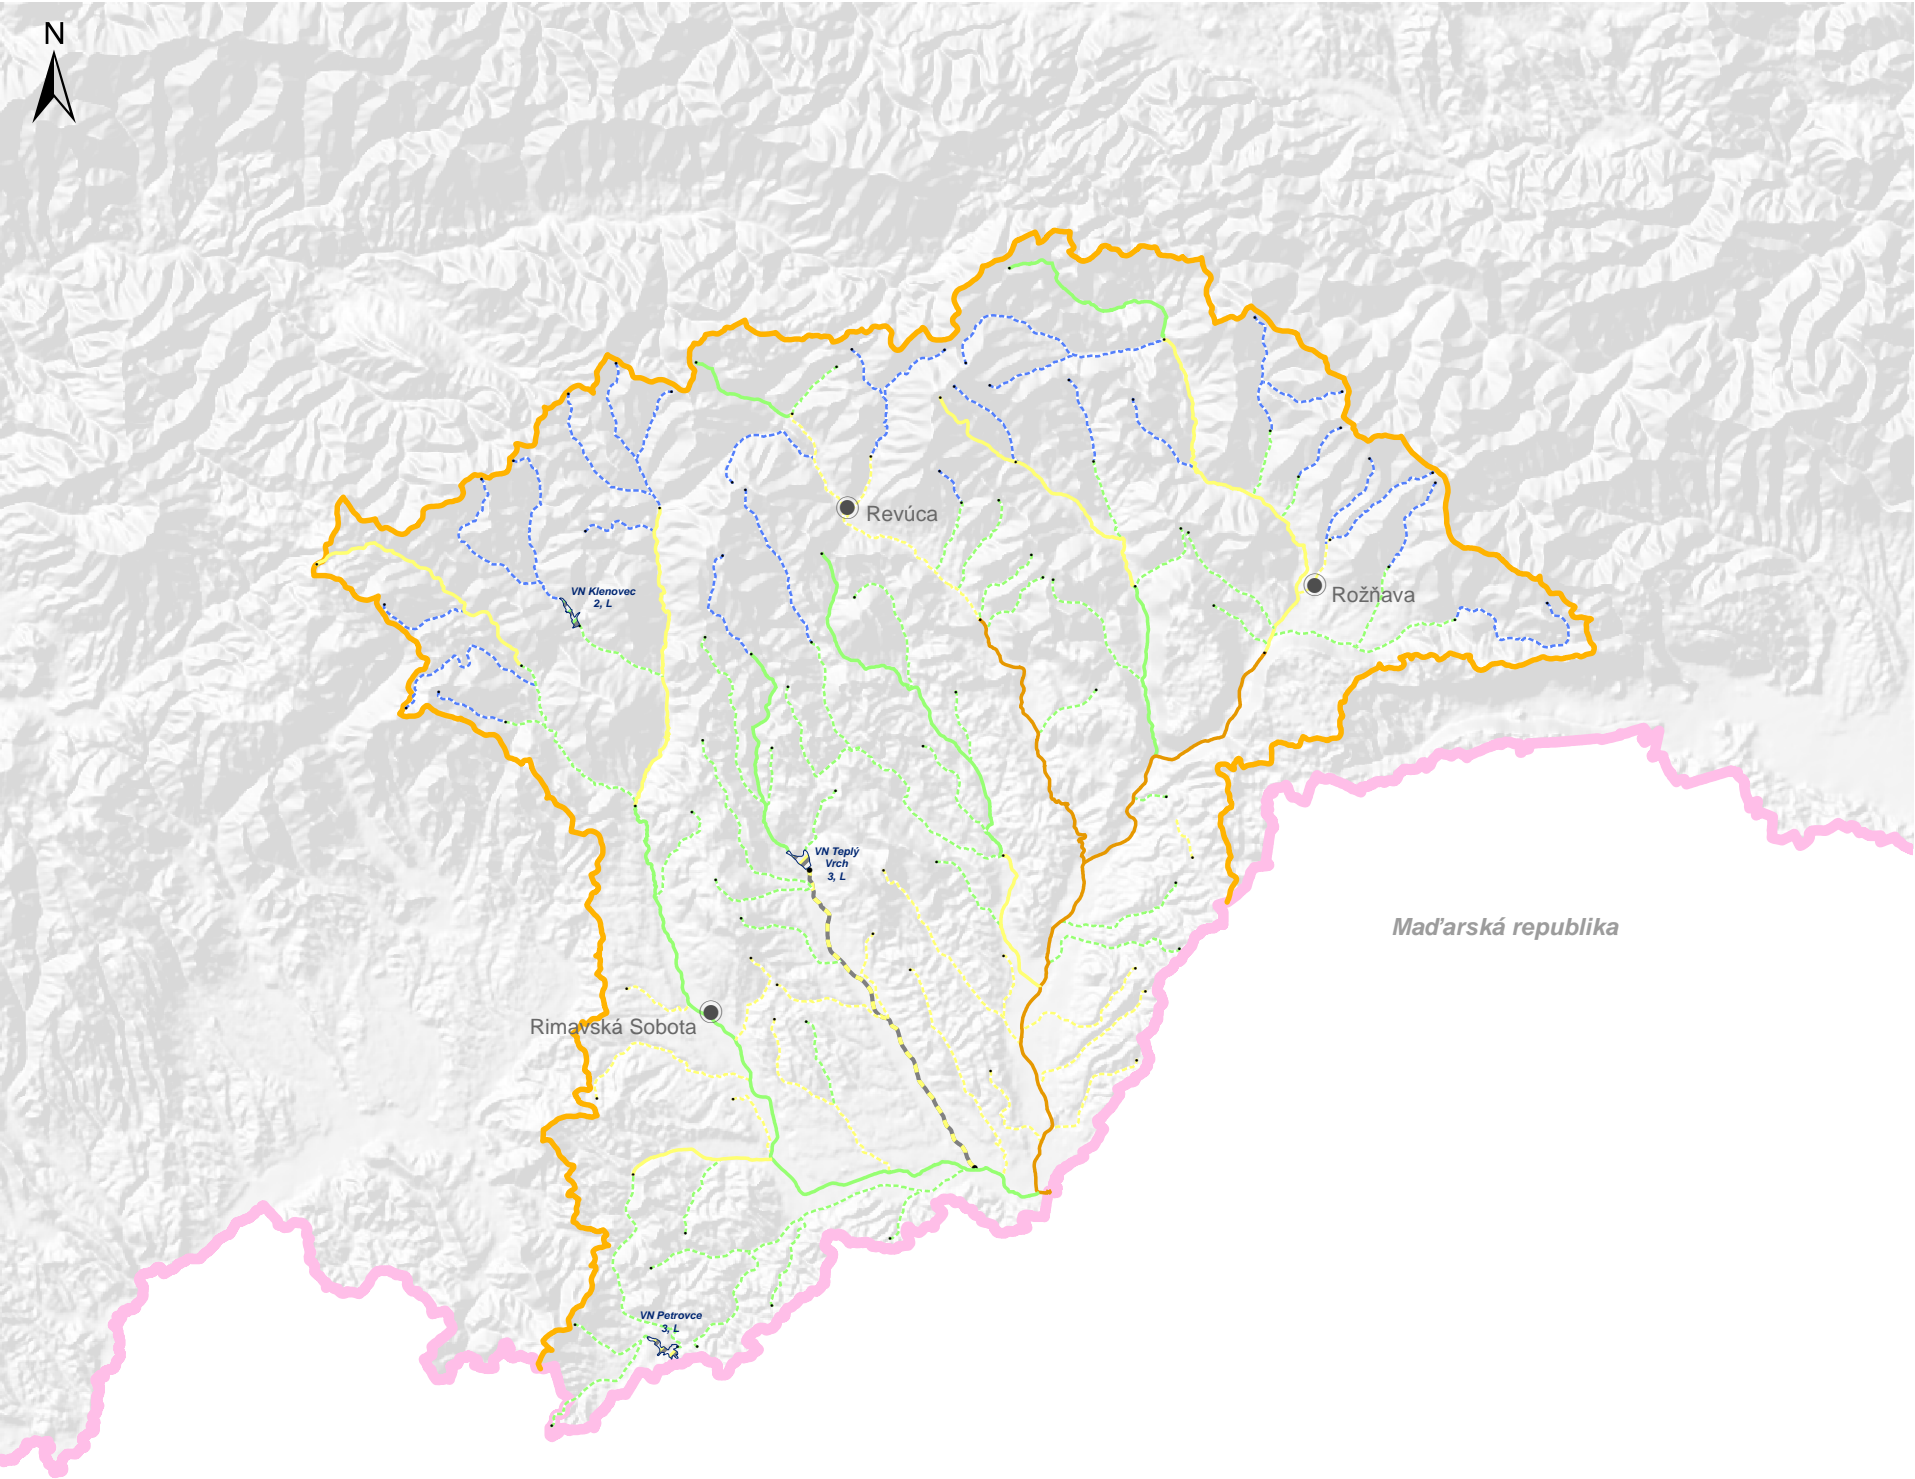 N
Revúca
VN Klenovec
2, L
Rožňava
VN Teplý
Vrch
3, L
Maďarská republika
Rimavská Sobota
VN Petrovce
3, L